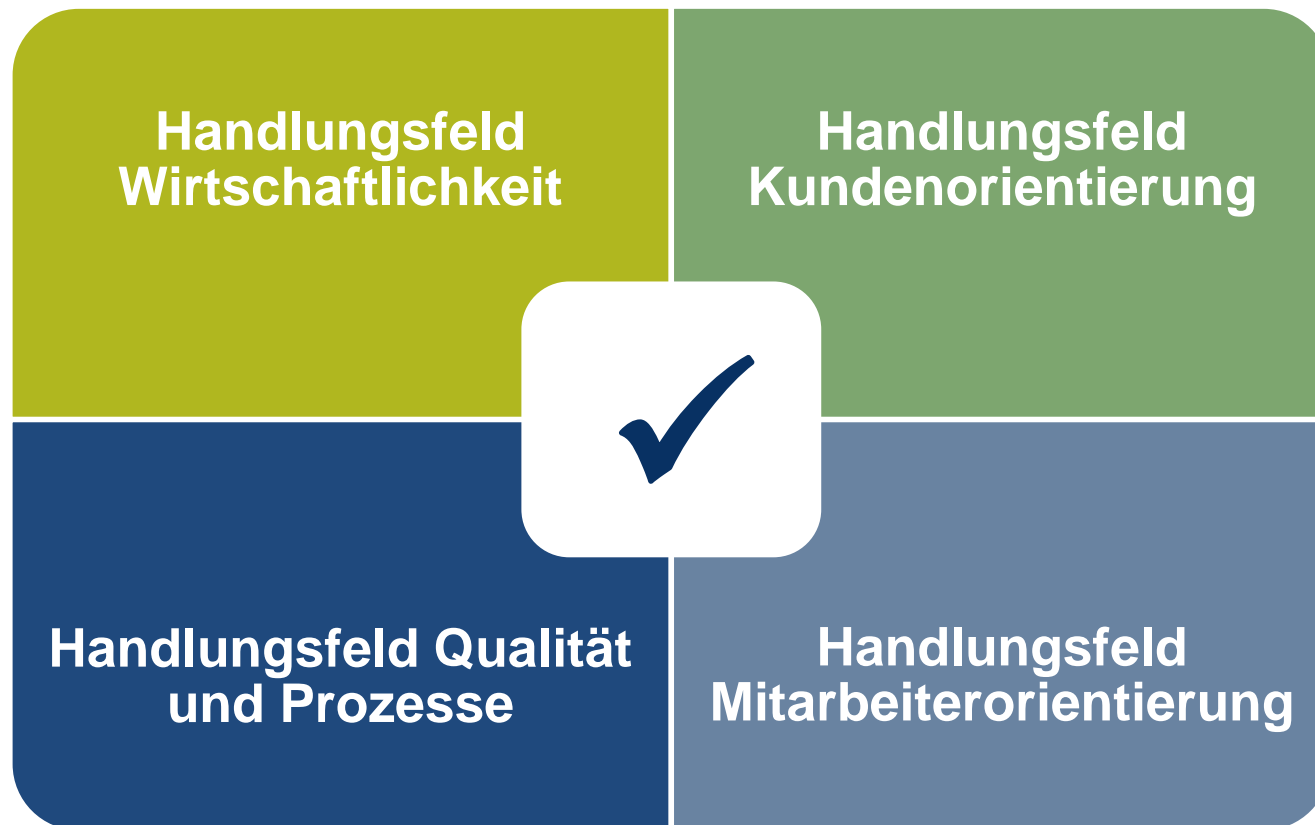 Handlungsfeld
Wirtschaftlichkeit
Handlungsfeld
Kundenorientierung
Handlungsfeld Qualität
und Prozesse
Handlungsfeld
Mitarbeiterorientierung